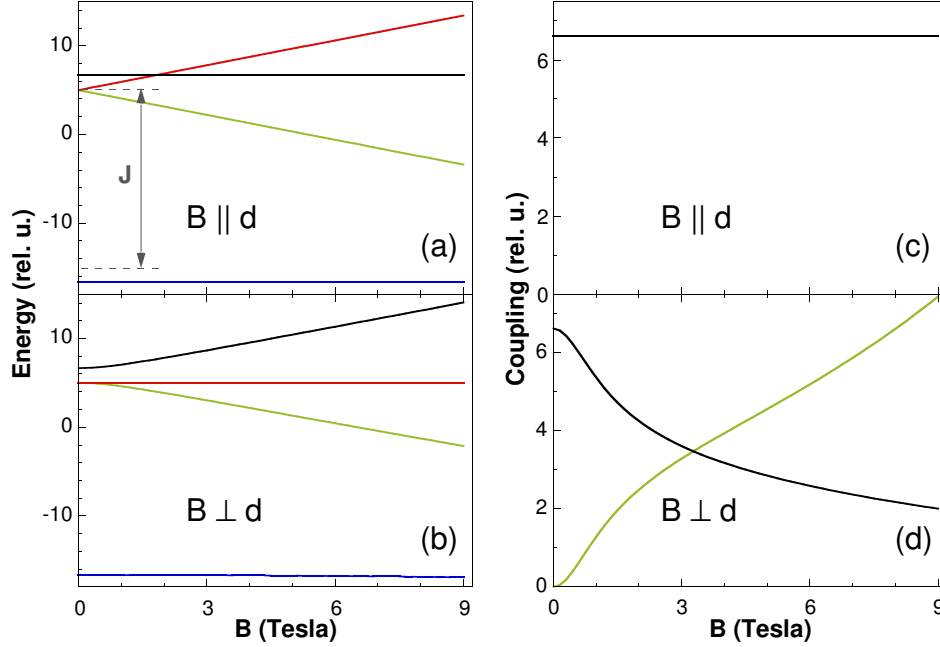 10
0
-10
J
B || d
(a)
10
0
-10
B ⊥ d
(b)
0
3
6
9
B (Tesla)
Energy (rel. u.)
6
4
2
0
B || d
(c)
6
4
2
0
B ⊥ d
(d)
0
3
6
9
B (Tesla)
Coupling (rel. u.)